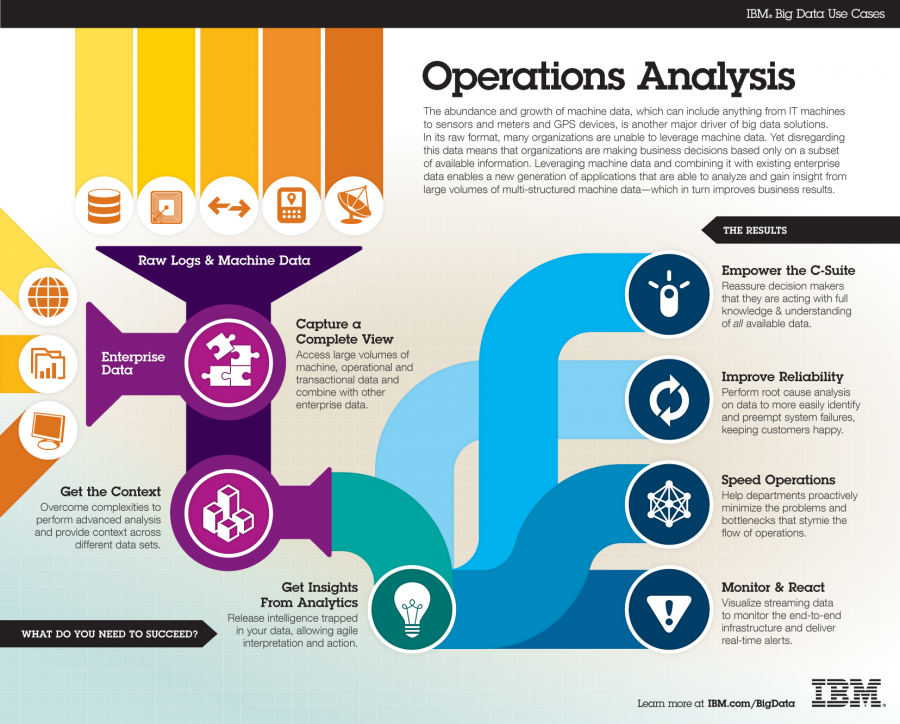 IBM® Big Data Use Cases
Operations Analysis
The abundance and growth of machine data, which can include anything from IT machines
to sensors and meters and GPS devices, is another major driver of big data solutions.
In its raw format, many organizations are unable to leverage machine data. Yet disregarding
this data means that organizations are making business decisions based only on a subset
of available information. Leveraging machine data and combining it with existing enterprise
data enables a new generation of applications that are able to analyze and gain insight from
large volumes of multi-structured machine data—which in turn improves business results.
Raw Logs & Machine Data
Enterprise
Data
Capture a
Complete View
Access large volumes of
machine, operational and
transactional data and
combine with other
enterprise data.
Get the Context
Overcome complexities to
perform advanced analysis
and provide context across
different data sets.
Get Insights
From Analytics
Release intelligence trapped
in your data, allowing agile
interpretation and action.
WHAT DO YOU NEED TO SUCCEED?
THE RESULTS
Empower the C-Suite
Reassure decision makers
that they are acting with full
knowledge & understanding
of all available data.
Improve Reliability
Perform root cause analysis
on data to more easily identify
and preempt system failures,
keeping customers happy.
Speed Operations
Help departments proactively
minimize the problems and
bottlenecks that stymie the
flow of operations.
Monitor & React
Visualize streaming data
to monitor the end-to-end
infrastructure and deliver
real-time alerts.
Learn more at IBM.com/BigData
IBM